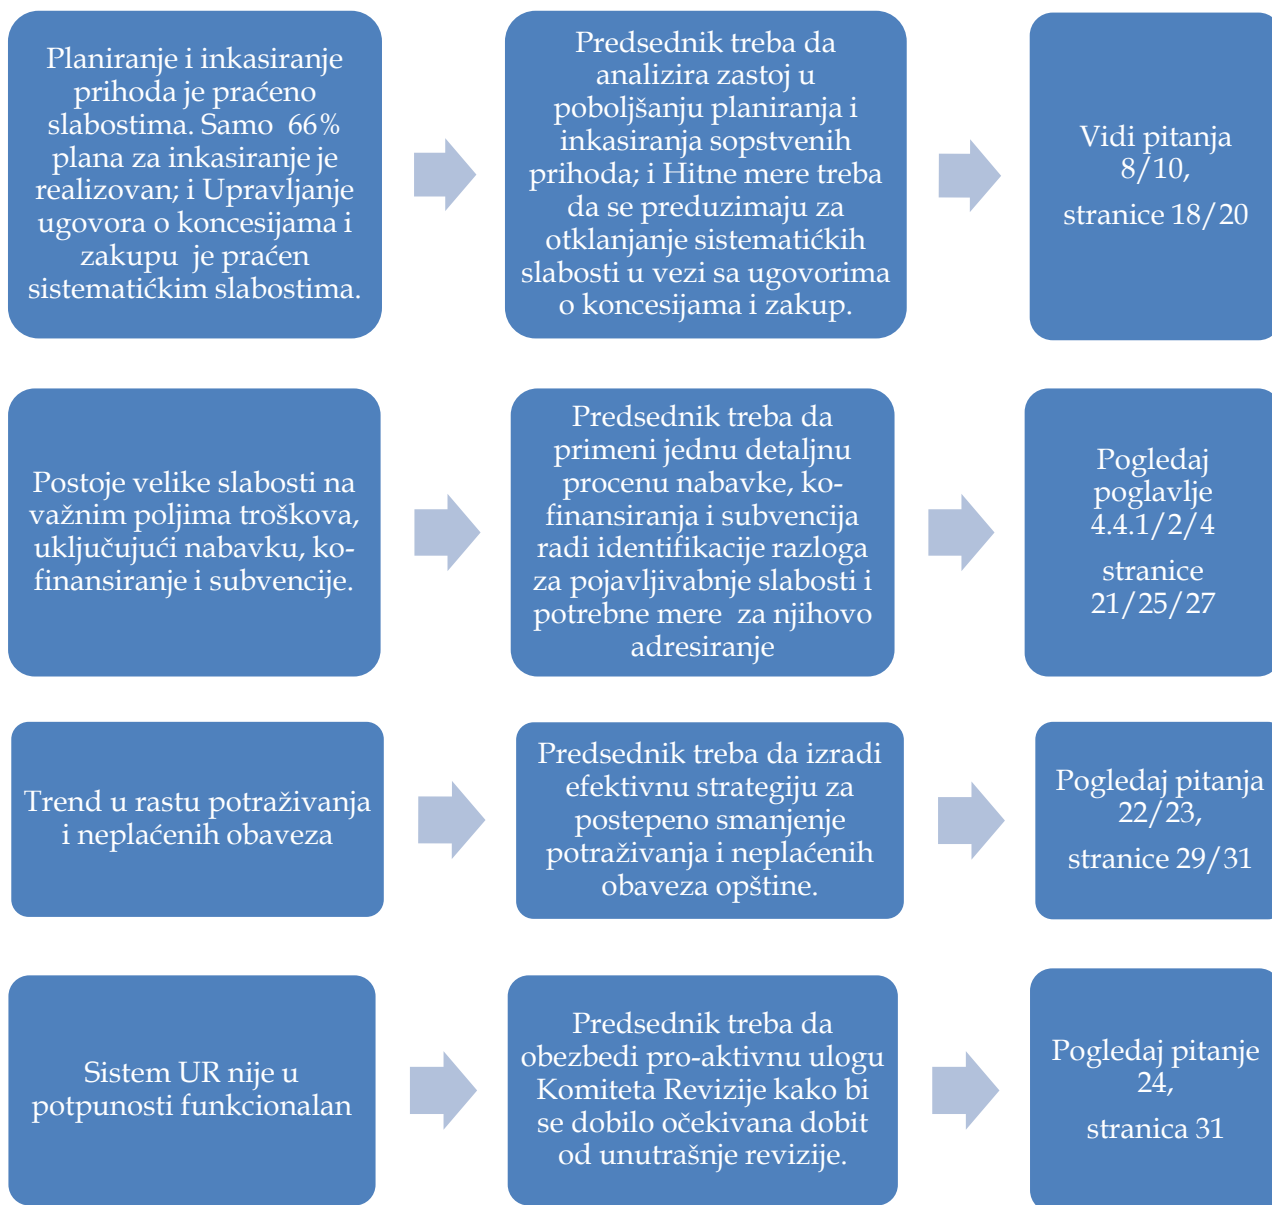 Planiranje i inkasiranje
prihoda je praćeno
slabostima. Samo 66%
plana za inkasiranje je
realizovan; i Upravljanje
ugovora o koncesijama i
zakupu je praćen
sistematićkim slabostima.
Predsednik treba da
analizira zastoj u
poboljšanju planiranja i
inkasiranja sopstvenih
prihoda; i Hitne mere treba
da se preduzimaju za
otklanjanje sistematićkih
slabosti u vezi sa ugovorima
o koncesijama i zakup.
Vidi pitanja
8/10,
stranice 18/20
Postoje velike slabosti na
važnim poljima troškova,
uključujući nabavku, ko-
finansiranje i subvencije.
Predsednik treba da
primeni jednu detaljnu
procenu nabavke, ko-
finansiranja i subvencija
radi identifikacije razloga
za pojavljivabnje slabosti i
potrebne mere za njihovo
adresiranje
Pogledaj
poglavlje
4.4.1/2/4
stranice
21/25/27
Trend u rastu potraživanja
i neplaćenih obaveza
Predsednik treba da izradi
efektivnu strategiju za
postepeno smanjenje
potraživanja i neplaćenih
obaveza opštine.
Pogledaj pitanja
22/23,
stranice 29/31
Sistem UR nije u
potpunosti funkcionalan
Predsednik treba da
obezbedi pro-aktivnu ulogu
Komiteta Revizije kako bi
se dobilo očekivana dobit
od unutrašnje revizije.
Pogledaj pitanje
24,
stranica 31